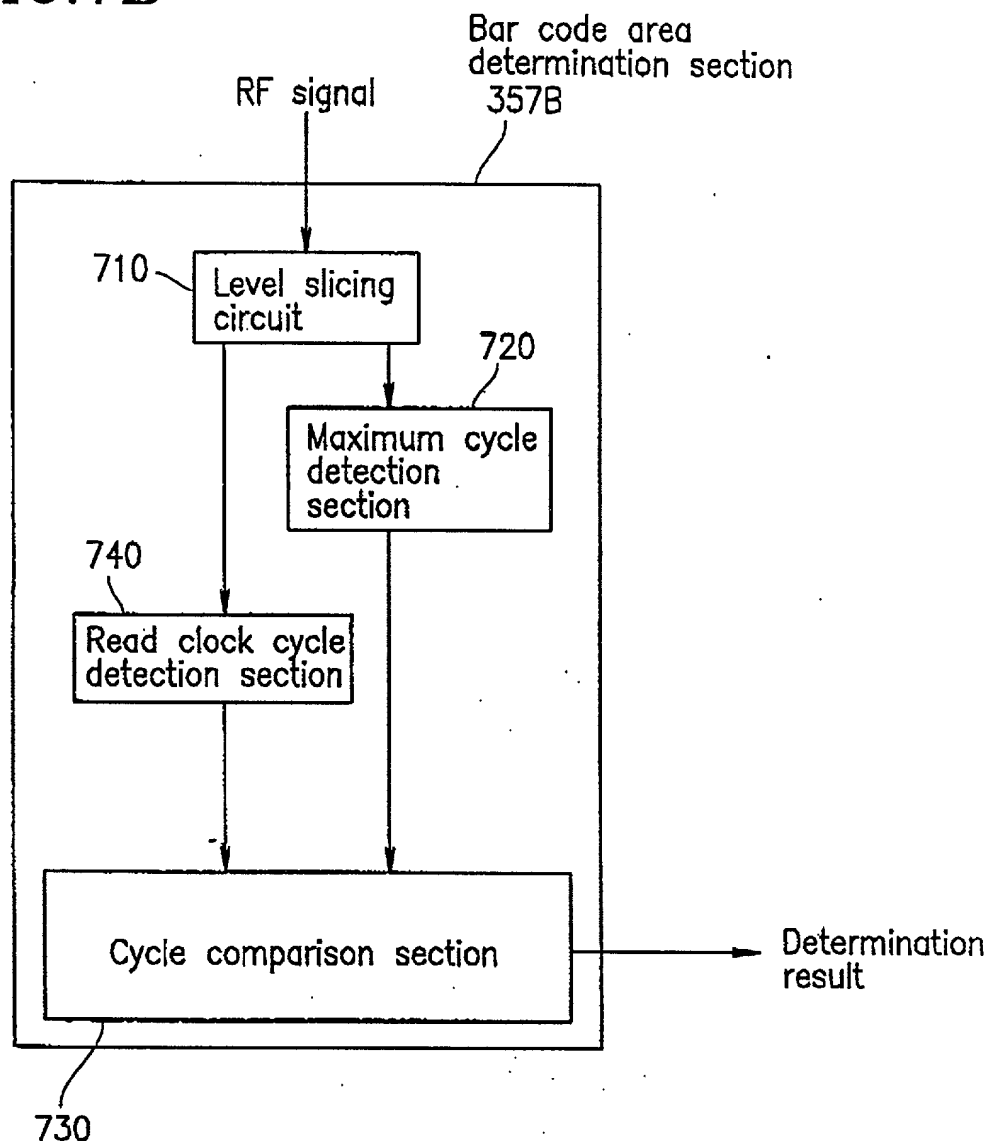 Bar code area
determination section
357B
RF signal
710
Level slicing
circuit
720
Maximum cycle
detection
section
740
Read clock cycle
detection section
Cycle comparison section
Determination
result
730